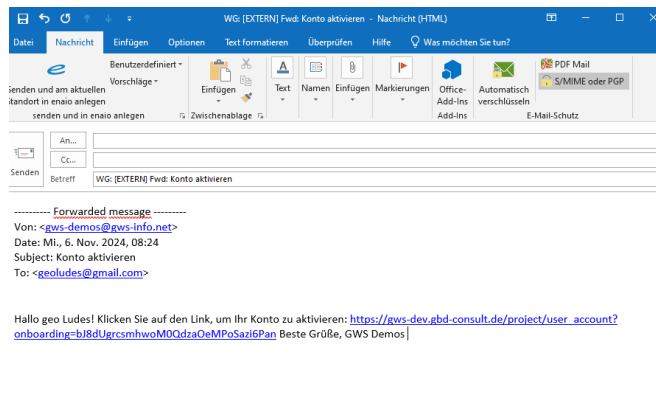 WG: [EXTERN] Fwd: Konto aktivieren - Nachricht (HTML)
Datei Nachricht Einfügen Optionen Text formatieren Überprüfen Hilfe Was möchten Sie tun?
Senden und am aktuellen
Standort in enaio anlegen
senden und in enaio anlegen
Benutzerdefiniert
Vorschläge
Einfügen
Zwischenablage
Text
Namen
Einfügen
Markierungen
Office-
Add-Ins
Add-Ins
Automatisch
verschlüsseln
PDF Mail
S/MIME oder PGP
E-Mail-Schutz
Senden
An...
Cc...
Betreff WG: [EXTERN] Fwd: Konto aktivieren
---------- Forwarded message ---------
Von: <gws-demos@gws-info.net>
Date: Mi., 6. Nov. 2024, 08:24
Subject: Konto aktivieren
To: <geoludes@gmail.com>
Hallo geo Ludes! Klicken Sie auf den Link, um Ihr Konto zu aktivieren: https://gws-dev.gbd-consult.de/project/user_account?
onboarding=bJ8dUgrcsmhwoM0QdzaOeMPoSazi6Pan Beste Grüße, GWS Demos